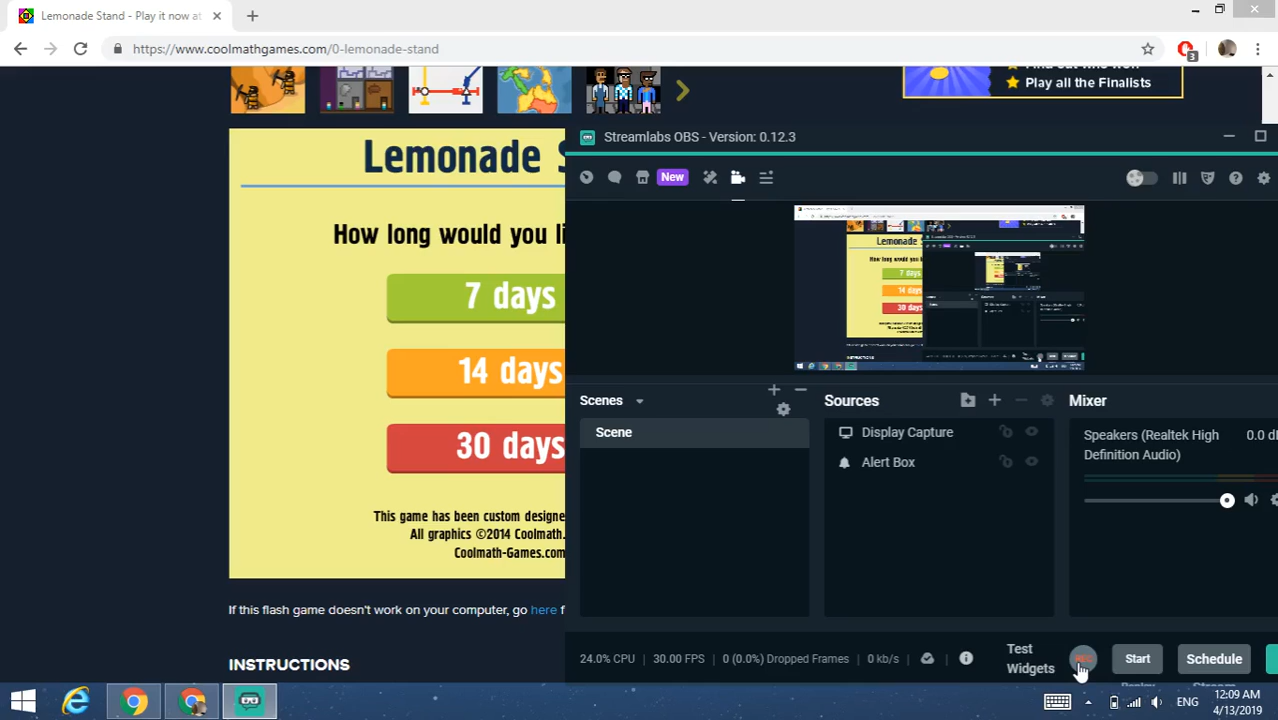 Lemonade Stand - Play it now at
https://www.coolmathgames.com/0-lemonade-stand
3
Play all the Finalists
Lemonade S
How long would you li
7 days
14 days
30 days
This game has been custom designe
All graphics ©2014 Coolmath.
Coolmath-Games.com
If this flash game doesn't work on your computer, go here f
INSTRUCTIONS
Streamlabs OBS - Version: 0.12.3
New
Scenes
Scene
Sources
Display Capture
Alert Box
Mixer
Speakers (Realtek High
Definition Audio)
0.0 d
24.0% CPU
30.00 FPS
0 (0.0%) Dropped Frames
0 kb/s
Test
Widgets
REC
Start
Schedule
ENG
12:09 AM
4/13/2019